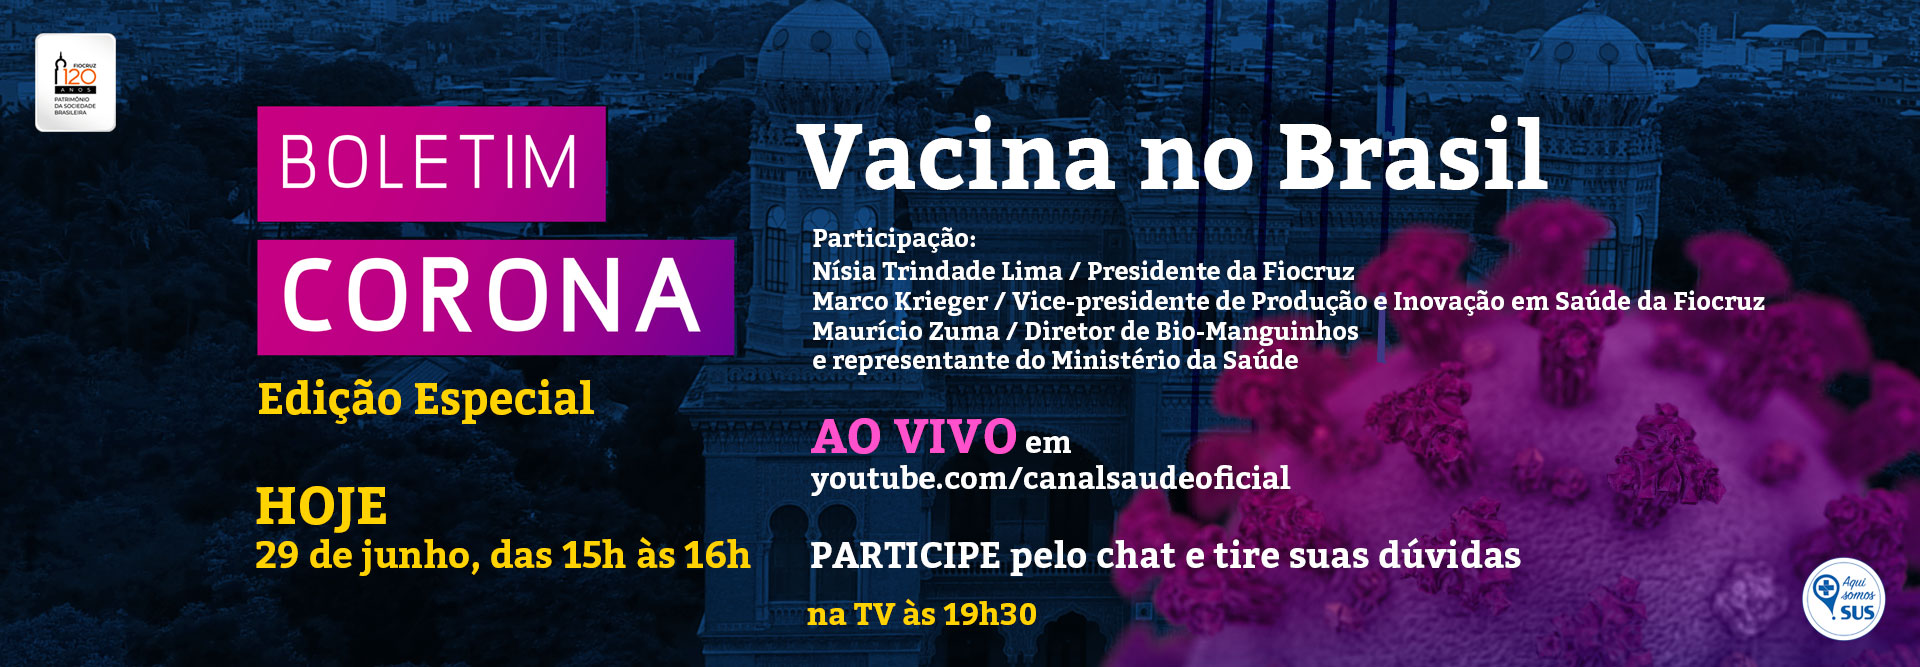 FIOCRUZ
120
ANOS
PATRIMÔNIO
DA SOCIEDADE
BRASILEIRA
BOLETIM
CORONA
Edição Especial
HOJE
29 de junho, das 15h às 16h
Vacina no Brasil
Participação:
Nísia Trindade Lima / Presidente da Fiocruz
Marco Krieger / Vice-presidente de Produção e Inovação em Saúde da Fiocruz
Maurício Zuma / Diretor de Bio-Manguinhos
e representante do Ministério da Saúde
AO VIVO em
youtube.com/canalsaudeoficial
PARTICIPE pelo chat e tire suas dúvidas
na TV às 19h30
Aqui
somos
SUS